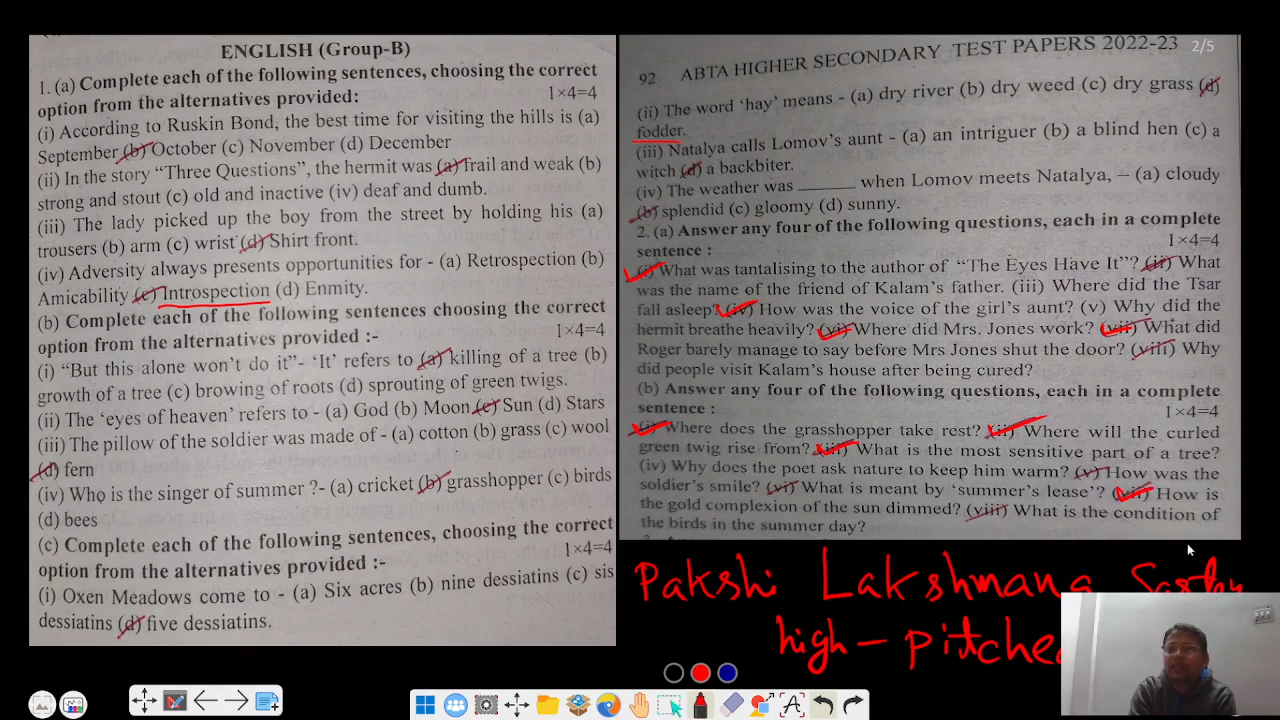 ENGLISH (Group-B)
1. (a) Complete each of the following sentences, choosing the correct
option from the alternatives provided: 1×4=4
(i) According to Ruskin Bond, the best time for visiting the hills is (a)
September (b) October (c) November (d) December
(ii) In the story “Three Questions”, the hermit was (a) frail and weak (b)
strong and stout (c) old and inactive (iv) deaf and dumb.
(iii) The lady picked up the boy from the street by holding his (a)
trousers (b) arm (c) wrist (d) Shirt front.
(iv) Adversity always presents opportunities for - (a) Retrospection (b)
Amicability (c) Introspection (d) Enmity.
(b) Complete each of the following sentences choosing the correct
option from the alternatives provided :- 1×4=4
(i) “But this alone won't do it”- ‘It’ refers to (a) killing of a tree (b)
growth of a tree (c) browing of roots (d) sprouting of green twigs.
(ii) The ‘eyes of heaven’ refers to - (a) God (b) Moon (c) Sun (d) Stars
(iii) The pillow of the soldier was made of - (a) cotton (b) grass (c) wool
(d) fern
(iv) Who is the singer of summer ?- (a) cricket (b) grasshopper (c) birds
(d) bees
(c) Complete each of the following sentences, choosing the correct
option from the alternatives provided :- 1×4=4
(i) Oxen Meadows come to - (a) Six acres (b) nine dessiatins (c) sis
dessiatins (d) five dessiatins.
92 ABTA HIGHER SECONDARY TEST PAPERS 2022-23
2/5
(ii) The word ‘hay’ means - (a) dry river (b) dry weed (c) dry grass (d)
fodder.
(iii) Natalya calls Lomov's aunt - (a) an intriguer (b) a blind hen (c) a
witch (d) a backbiter.
(iv) The weather was ______ when Lomov meets Natalya, – (a) cloudy
(b) splendid (c) gloomy (d) sunny.
2. (a) Answer any four of the following questions, each in a complete
sentence : 1×4=4
(i) What was tantalising to the author of “The Eyes Have It”? (ii) What
was the name of the friend of Kalam's father. (iii) Where did the Tsar
fall asleep? (iv) How was the voice of the girl's aunt? (v) Why did the
hermit breathe heavily? (vi) Where did Mrs. Jones work? (vii) What did
Roger barely manage to say before Mrs Jones shut the door? (viii) Why
did people visit Kalam's house after being cured?
(b) Answer any four of the following questions, each in a complete
sentence : 1×4=4
(i) Where does the grasshopper take rest? (ii) Where will the curled
green twig rise from? (iii) What is the most sensitive part of a tree?
(iv) Why does the poet ask nature to keep him warm? (v) How was the
soldier's smile? (vi) What is meant by ‘summer's lease’? (vii) How is
the gold complexion of the sun dimmed? (viii) What is the condition of
the birds in the summer day?
Pakshi Lakshmana
high - pitche